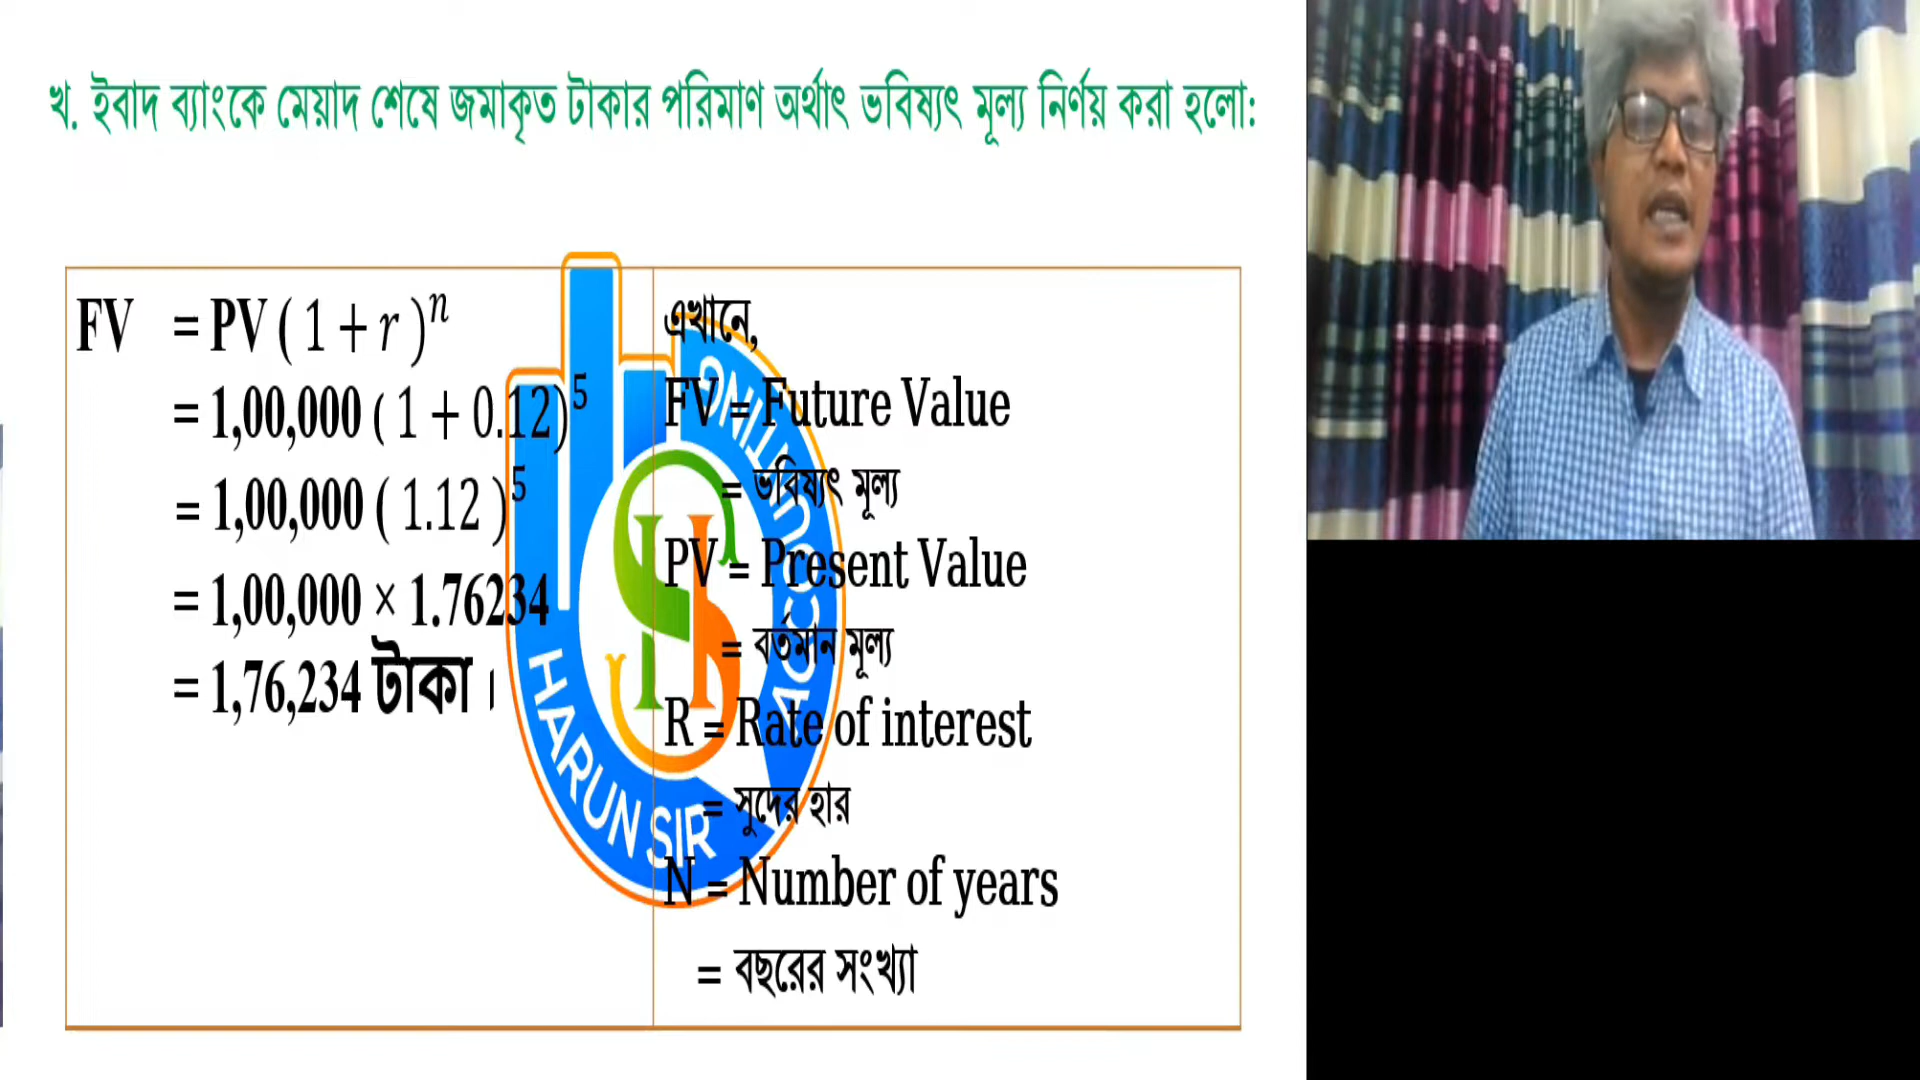 খ. ইবাদ ব্যাংকে মেয়াদ শেষে জমাকৃত টাকার পরিমাণ অর্থাৎ ভবিষ্যৎ মূল্য নির্ণয় করা হলো:
FV = PV ( 1 + r )^n
= 1,00,000 ( 1 + 0.12)^5
= 1,00,000 ( 1.12 )^5
= 1,00,000 × 1.76234
= 1,76,234 টাকা ।
এখানে,
FV = Future Value
= ভবিষ্যৎ মূল্য
PV = Present Value
= বর্তমান মূল্য
R = Rate of interest
= সুদের হার
N = Number of years
= বছরের সংখ্যা
HARUN SIR
ACCOUNTING